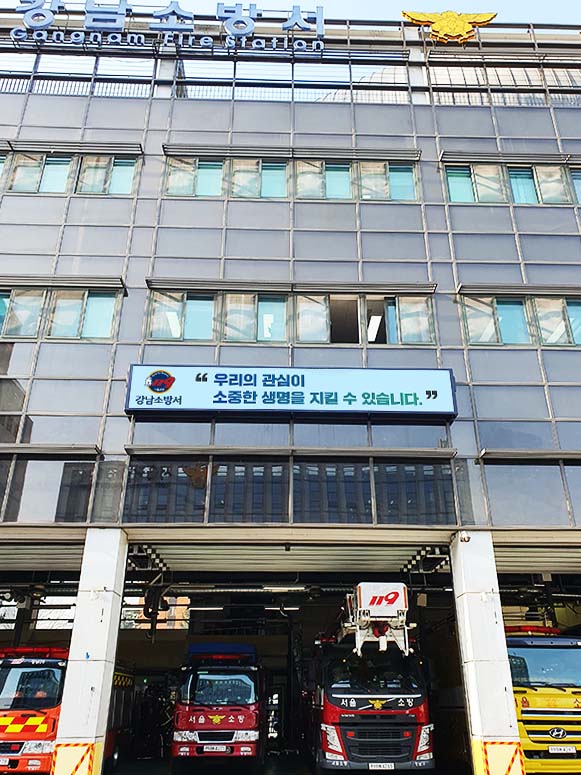 강남소방서
Gangnam Fire station
119
강남소방서
“ 우리의 관심이
소중한 생명을 지킬 수 있습니다.”
119
서울 소방
서울 소방